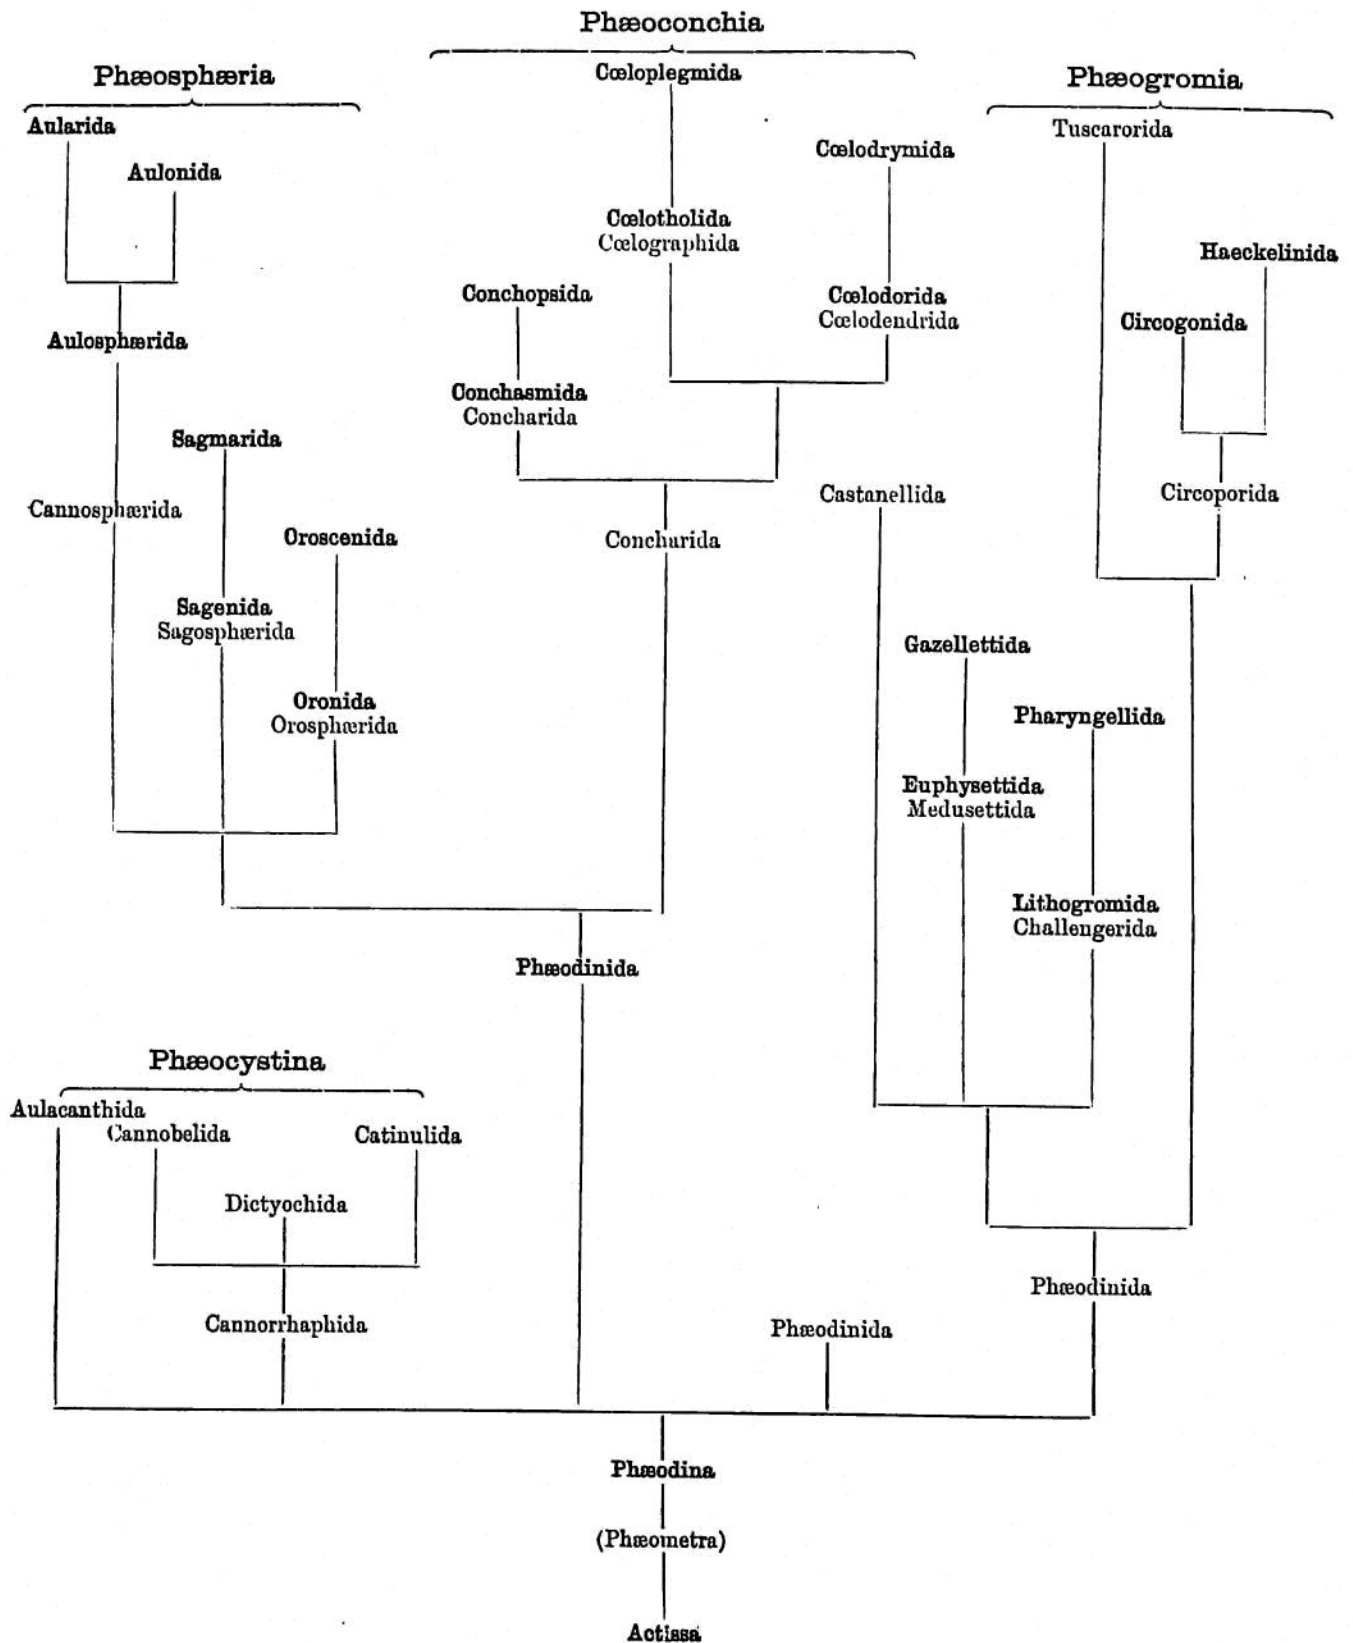 Phæoconchia
Phæosphæria
Cœloplegmida
Phæogromia
Aularida
Tuscarorida
Cœlodrymida
Aulonida
Cœlotholida
Cœlographida
Haeckelinida
Conchopsida
Cœlodorida
Cœlodendrida
Circogonida
Aulosphærida
Conchasmida
Concharida
Sagmarida
Castanellida
Circoporida
Cannosphærida
Oroscenida
Concharida
Sagenida
Sagosphærida
Gazellettida
Oronida
Orosphærida
Pharyngellida
Euphysettida
Medusettida
Lithogromida
Challengerida
Phæodinida
Phæocystina
Aulacanthida
Cannobelida
Catinulida
Dictyochida
Phæodinida
Cannorrhaphida
Phæodinida
Phæodina
(Phæometra)
Actissa